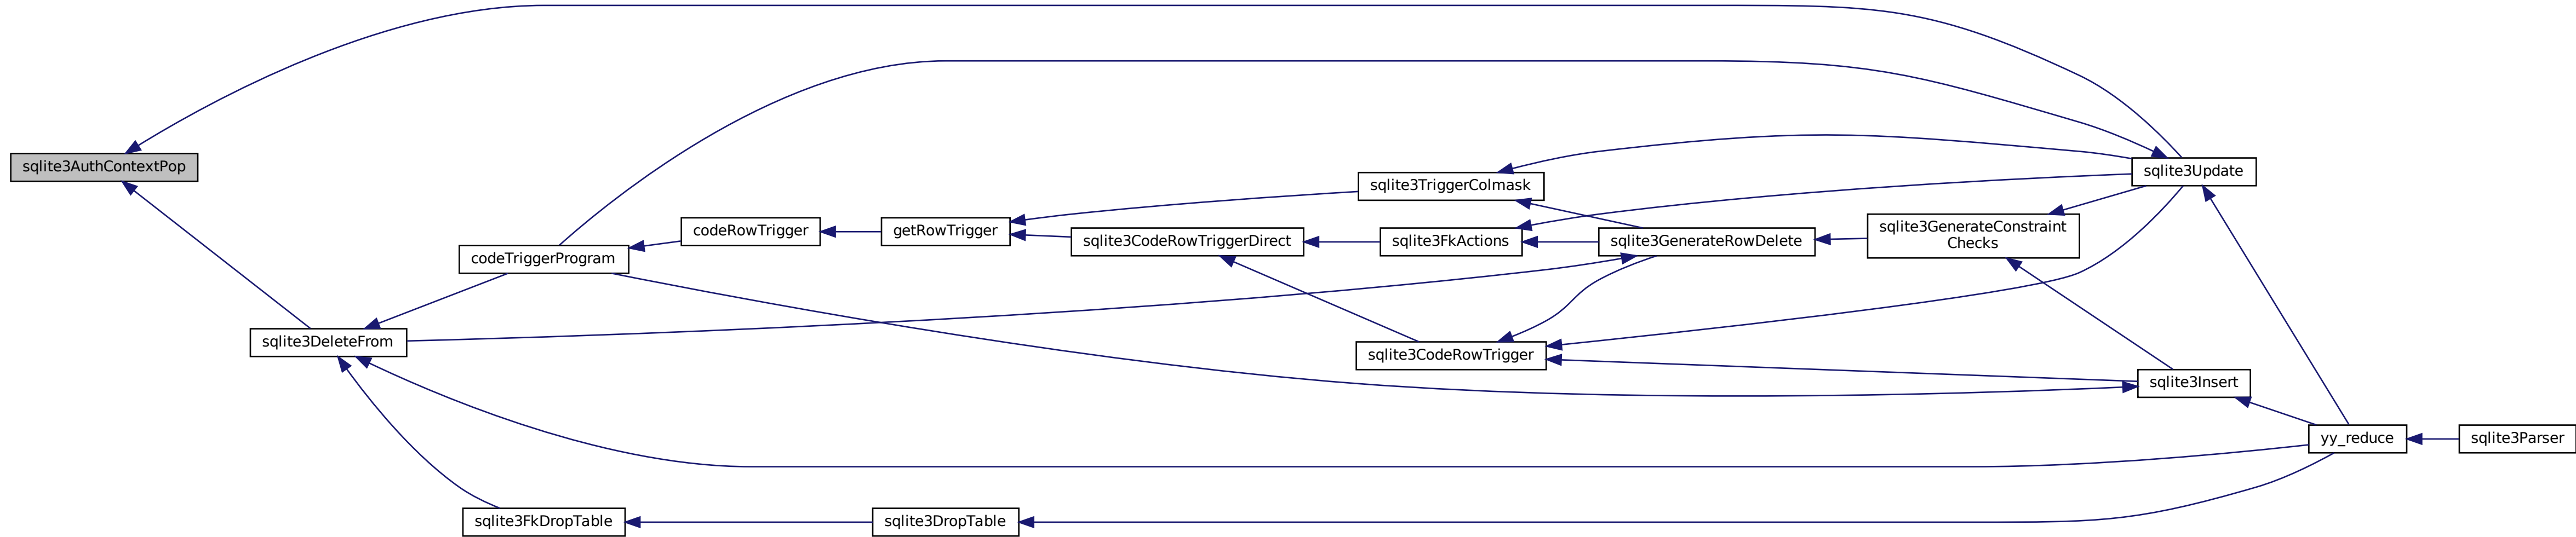 sqlite3AuthContextPop
sqlite3DeleteFrom
codeTriggerProgram
sqlite3FkDropTable
codeRowTrigger
getRowTrigger
sqlite3DropTable
sqlite3CodeRowTriggerDirect
sqlite3TriggerColmask
sqlite3FkActions
sqlite3CodeRowTrigger
sqlite3GenerateRowDelete
sqlite3GenerateConstraint
Checks
sqlite3Update
sqlite3Insert
yy_reduce
sqlite3Parser